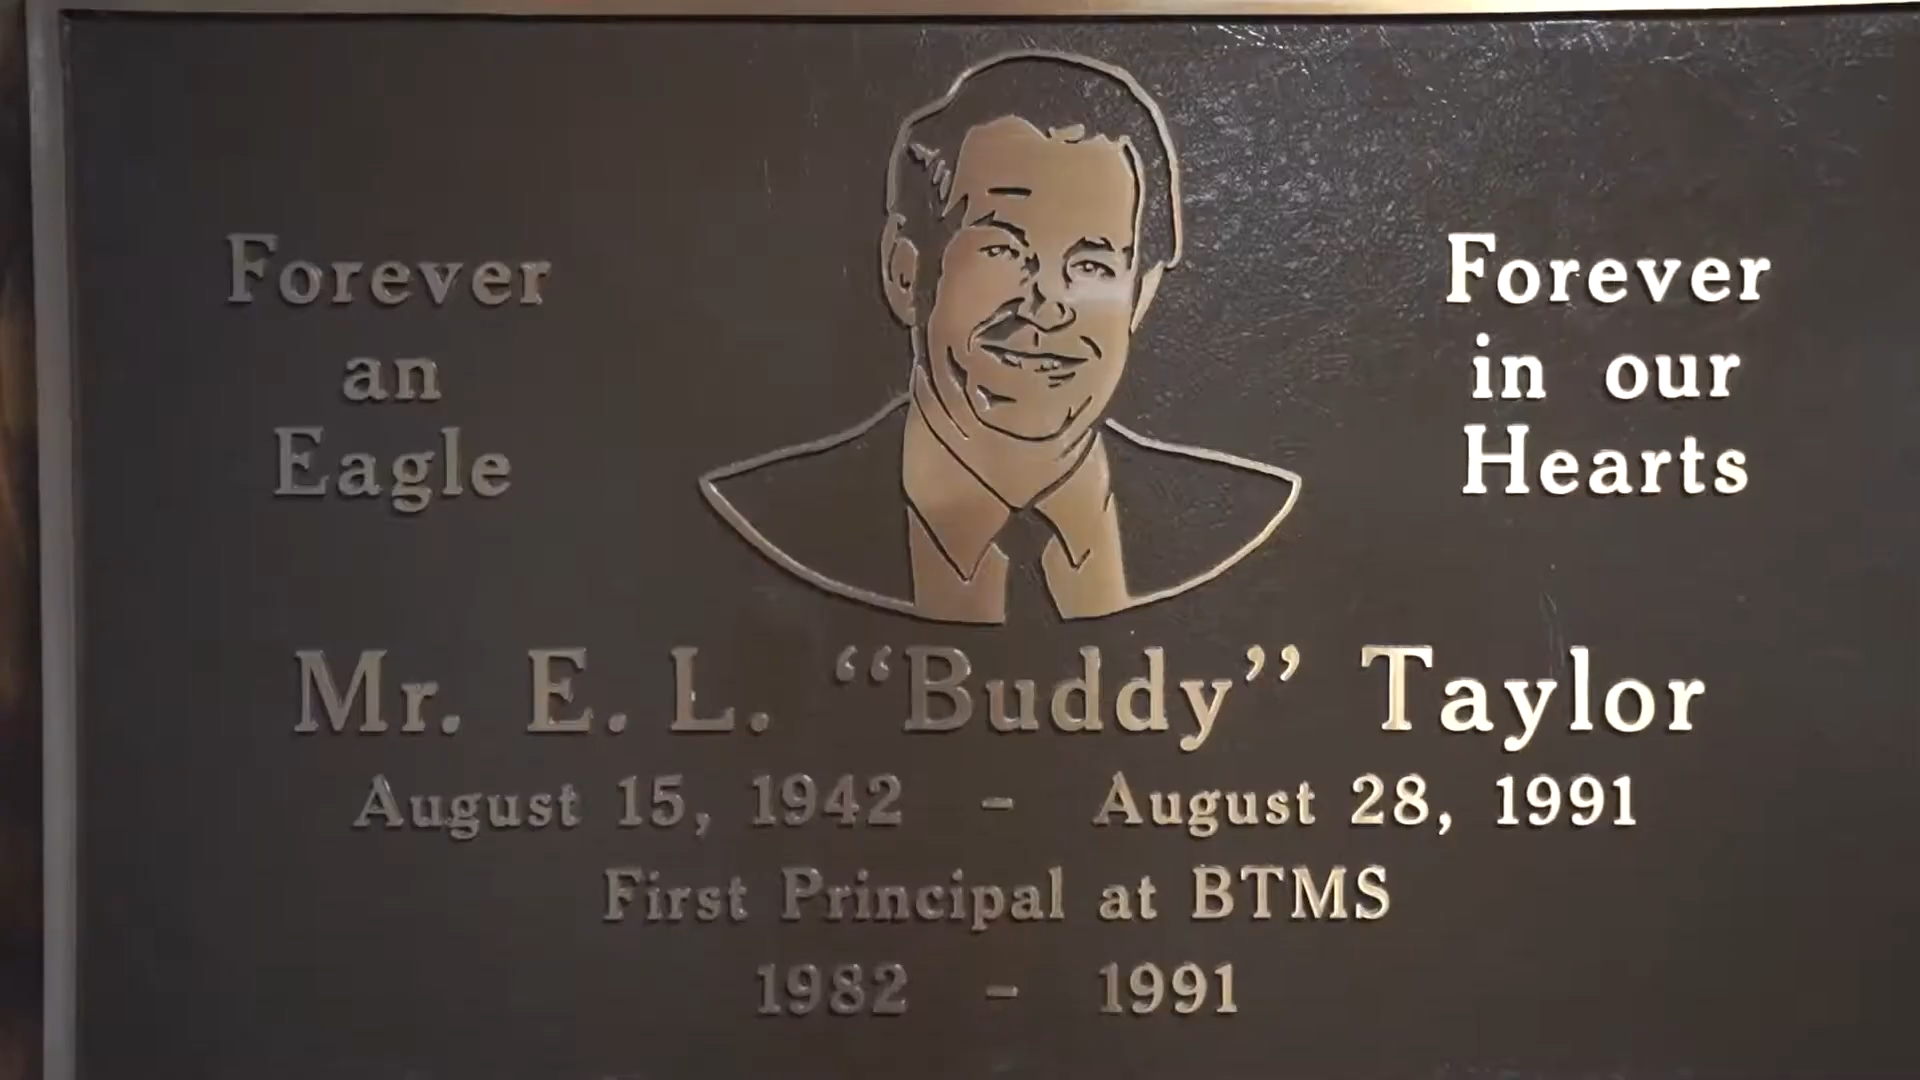 Forever
an
Eagle
Forever
in our
Hearts
Mr. E. L. “Buddy” Taylor
August 15, 1942 – August 28, 1991
First Principal at BTMS
1982 – 1991